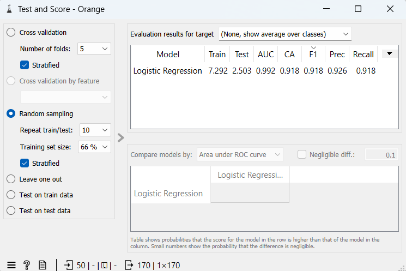 Test and Score - Orange
Cross validation
Number of folds: 5
Stratified
Cross validation by feature
Random sampling
Repeat train/test: 10
Training set size: 66 %
Stratified
Leave one out
Test on train data
Test on test data
Evaluation results for target (None, show average over classes)
Model Train Test AUC CA F1 Prec Recall
Logistic Regression 7.292 2.503 0.992 0.918 0.918 0.926 0.918
Compare models by: Area under ROC curve Negligible diff.: 0.1
Logistic Regressi...
Logistic Regression
Table shows probabilities that the score for the model in the row is higher than that of the model in the
column. Small numbers show the probability that the difference is negligible.
50 | - | - 170 | 1×170